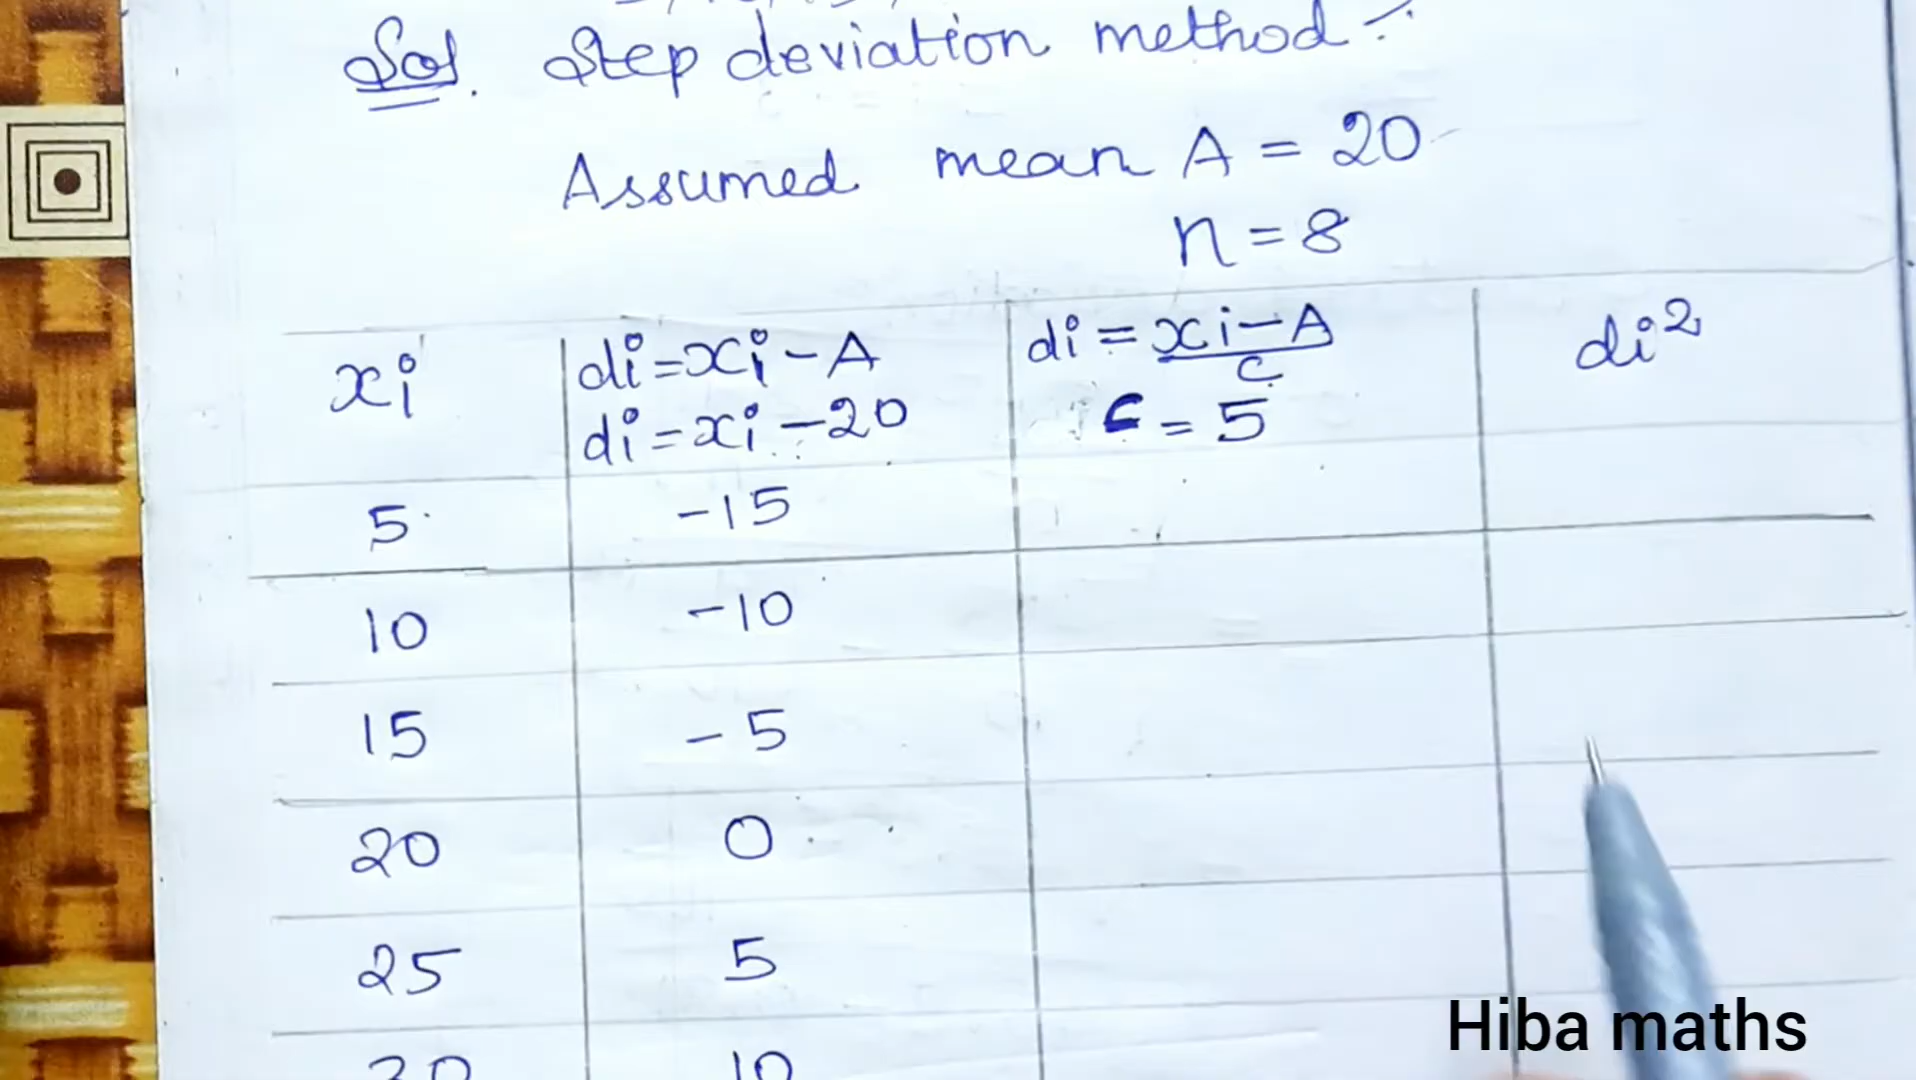 Sol. Step deviation method :-
Assumed mean A = 20
n = 8
xi di = xi - A di = xi - A / c di²
di = xi - 20 c = 5
5 -15
10 -10
15 -5
20 0
25 5
30 10
Hiba maths